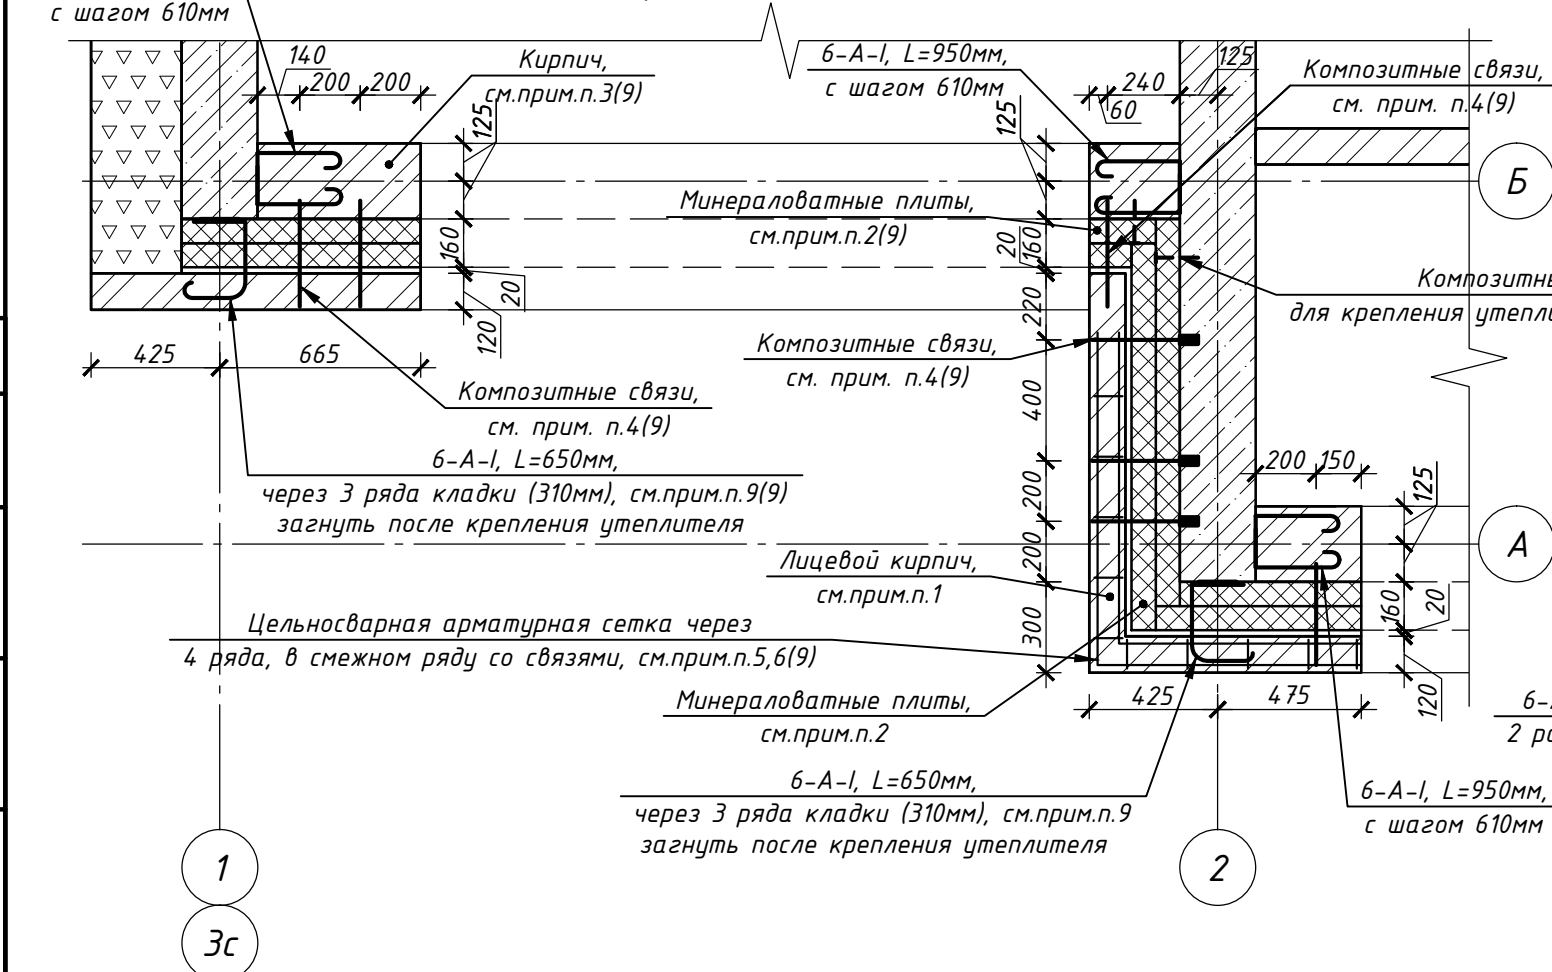 с шагом 610мм
140
200
200
Кирпич,
см.прим.п.3(9)
125
160
20
120
425
665
Композитные связи,
см. прим. п.4(9)
6-А-I, L=650мм,
через 3 ряда кладки (310мм), см.прим.п.9(9)
загнуть после крепления утеплителя
6-А-I, L=950мм,
с шагом 610мм
240
125
60
125
Композитные связи,
см. прим. п.4(9)
Минераловатные плиты,
см.прим.п.2(9)
20
160
220
Б
для крепления
Композитные связи,
см. прим. п.4(9)
400
200
200
300
200
150
125
А
160
20
120
Лицевой кирпич,
см.прим.п.1
Цельносварная арматурная сетка через
4 ряда, в смежном ряду со связями, см.прим.п.5,6(9)
Минераловатные плиты,
см.прим.п.2
425
475
6-А-I, L=650мм,
через 3 ряда кладки (310мм), см.прим.п.9
загнуть после крепления утеплителя
6-А-I, L=950мм,
с шагом 610мм
2
1
2
3с